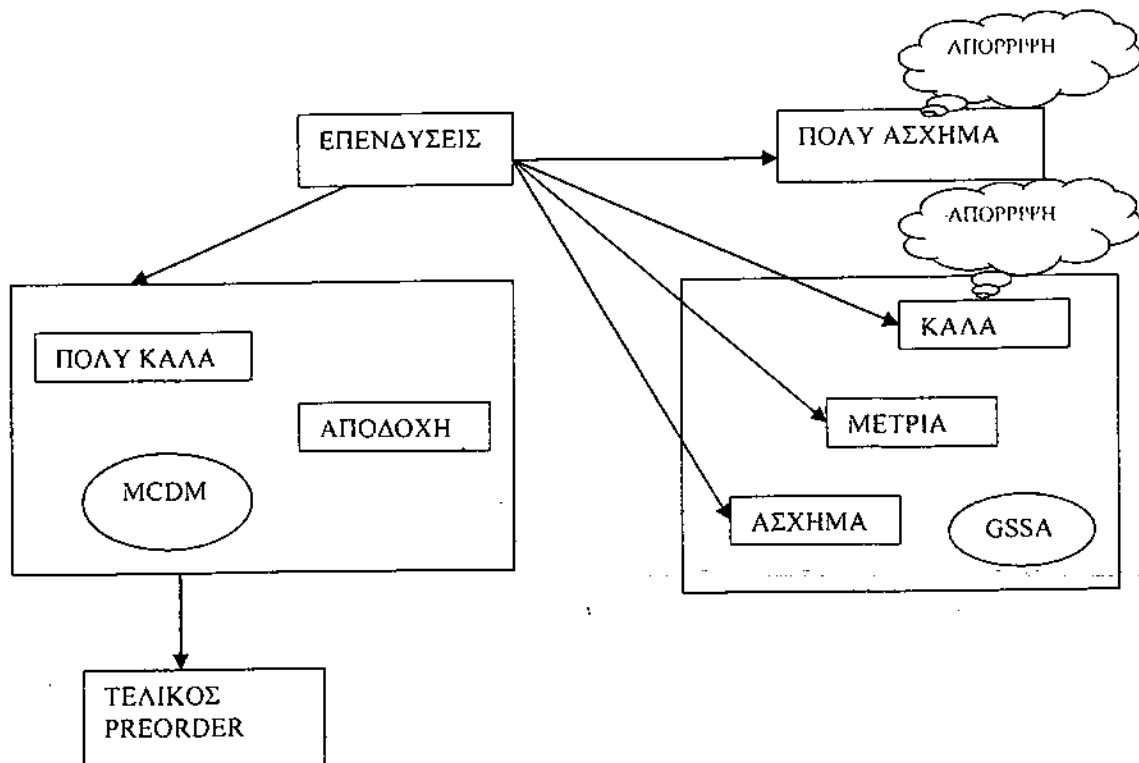 ΑΠΟΡΡΙΨΗ
ΕΠΕΝΔΥΣΕΙΣ
ΠΟΛΥ ΑΣΧΗΜΑ
ΑΠΟΡΡΙΨΗ
ΚΑΛΑ
ΠΟΛΥ ΚΑΛΑ
ΑΠΟΔΟΧΗ
ΜΕΤΡΙΑ
MCDM
ΑΣΧΗΜΑ
GSSA
ΤΕΛΙΚΟΣ
PREORDER